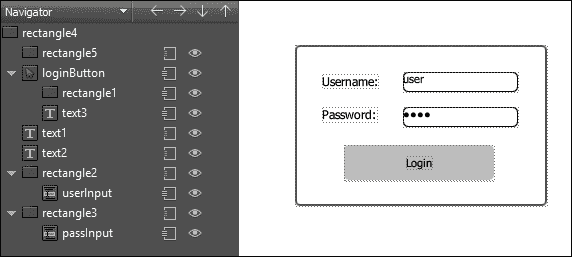 Navigator
rectangle4
rectangle5
loginButton
rectangle1
text3
text1
text2
rectangle2
userInput
rectangle3
passInput
Username: user
Password: ••••
Login